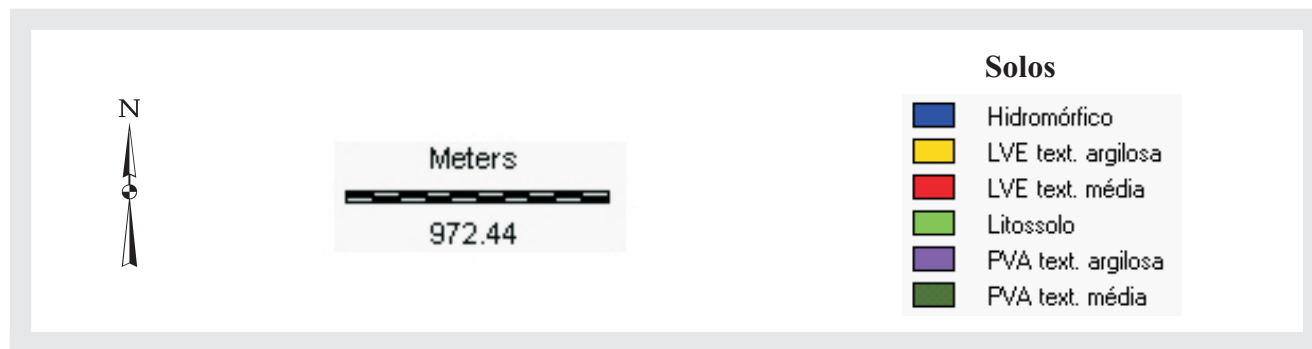 N
Meters
972.44
Solos
Hidromórfico
LVE text. argilosa
LVE text. média
Litossolo
PVA text. argilosa
PVA text. média